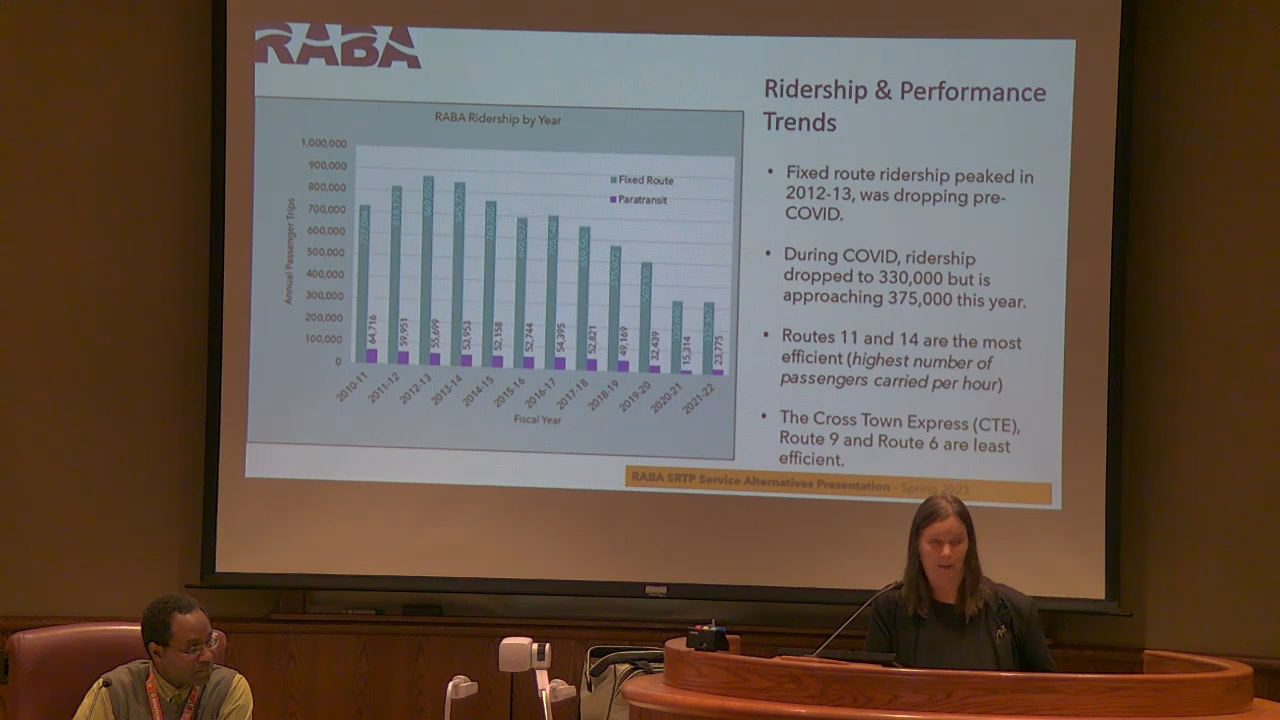 RABA
Ridership & Performance
Trends
RABA Ridership by Year
1,000,000
900,000
800,000
700,000
600,000
500,000
400,000
300,000
200,000
100,000
0
Annual Passenger Trips
Fixed Route
Paratransit
64,716
59,951
55,699
53,953
52,158
52,744
54,395
52,821
49,169
32,439
15,314
23,775
2010-11
2011-12
2012-13
2013-14
2014-15
2015-16
2016-17
2017-18
2018-19
2019-20
2020-21
2021-22
Fiscal Year
• Fixed route ridership peaked in
2012-13, was dropping pre-
COVID.
• During COVID, ridership
dropped to 330,000 but is
approaching 375,000 this year.
• Routes 11 and 14 are the most
efficient (highest number of
passengers carried per hour)
• The Cross Town Express (CTE),
Route 9 and Route 6 are least
efficient.
RABA SRTP Service Alternatives Presentation - Spring 2023